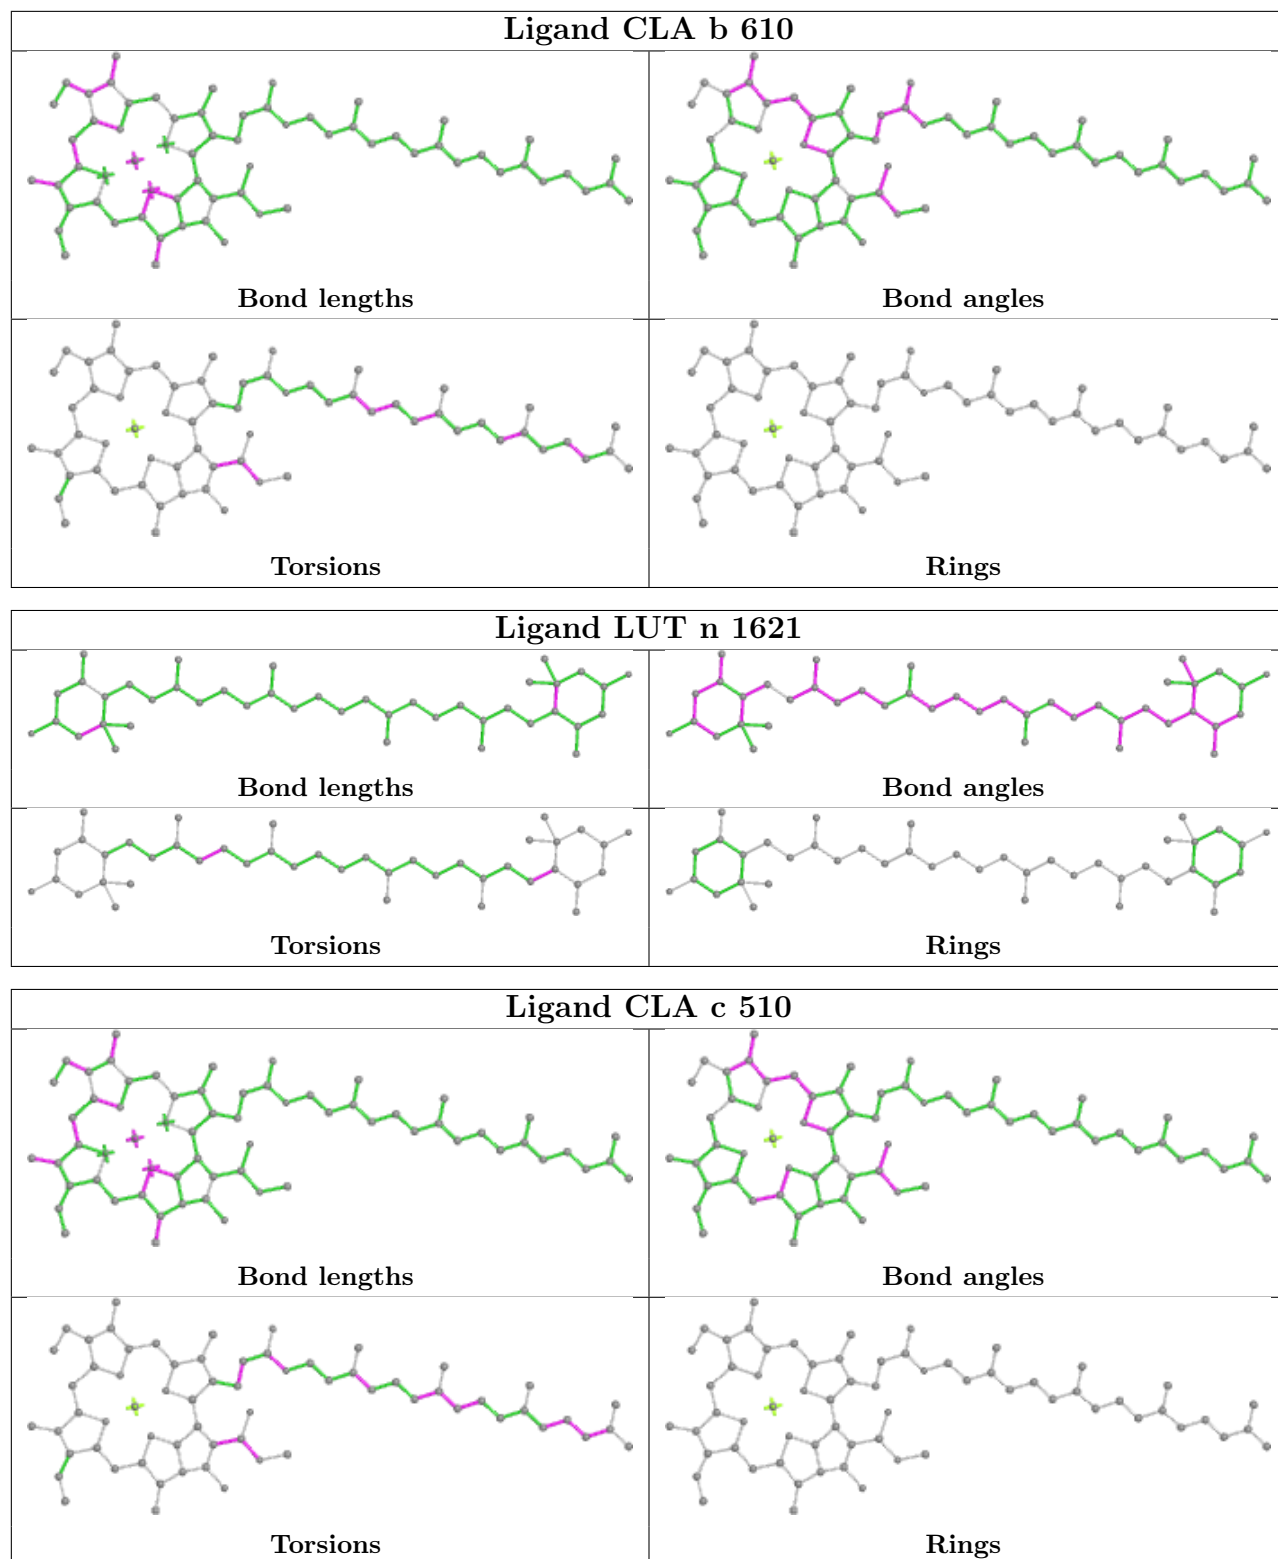 Ligand CLA b 610
Bond lengths
Bond angles
Torsions
Rings
Ligand LUT n 1621
Bond lengths
Bond angles
Torsions
Rings
Ligand CLA c 510
Bond lengths
Bond angles
Torsions
Rings